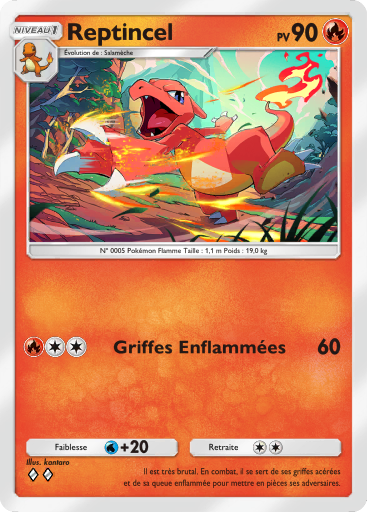 NIVEAU 1
Reptincel
PV 90
Évolution de : Salamèche
N° 0005 Pokémon Flamme Taille : 1,1 m Poids : 19,0 kg
Griffes Enflammées 60
Faiblesse +20
Retraite
Illus. kantaro
Il est très brutal. En combat, il se sert de ses griffes acérées
et de sa queue enflammée pour mettre en pièces ses adversaires.